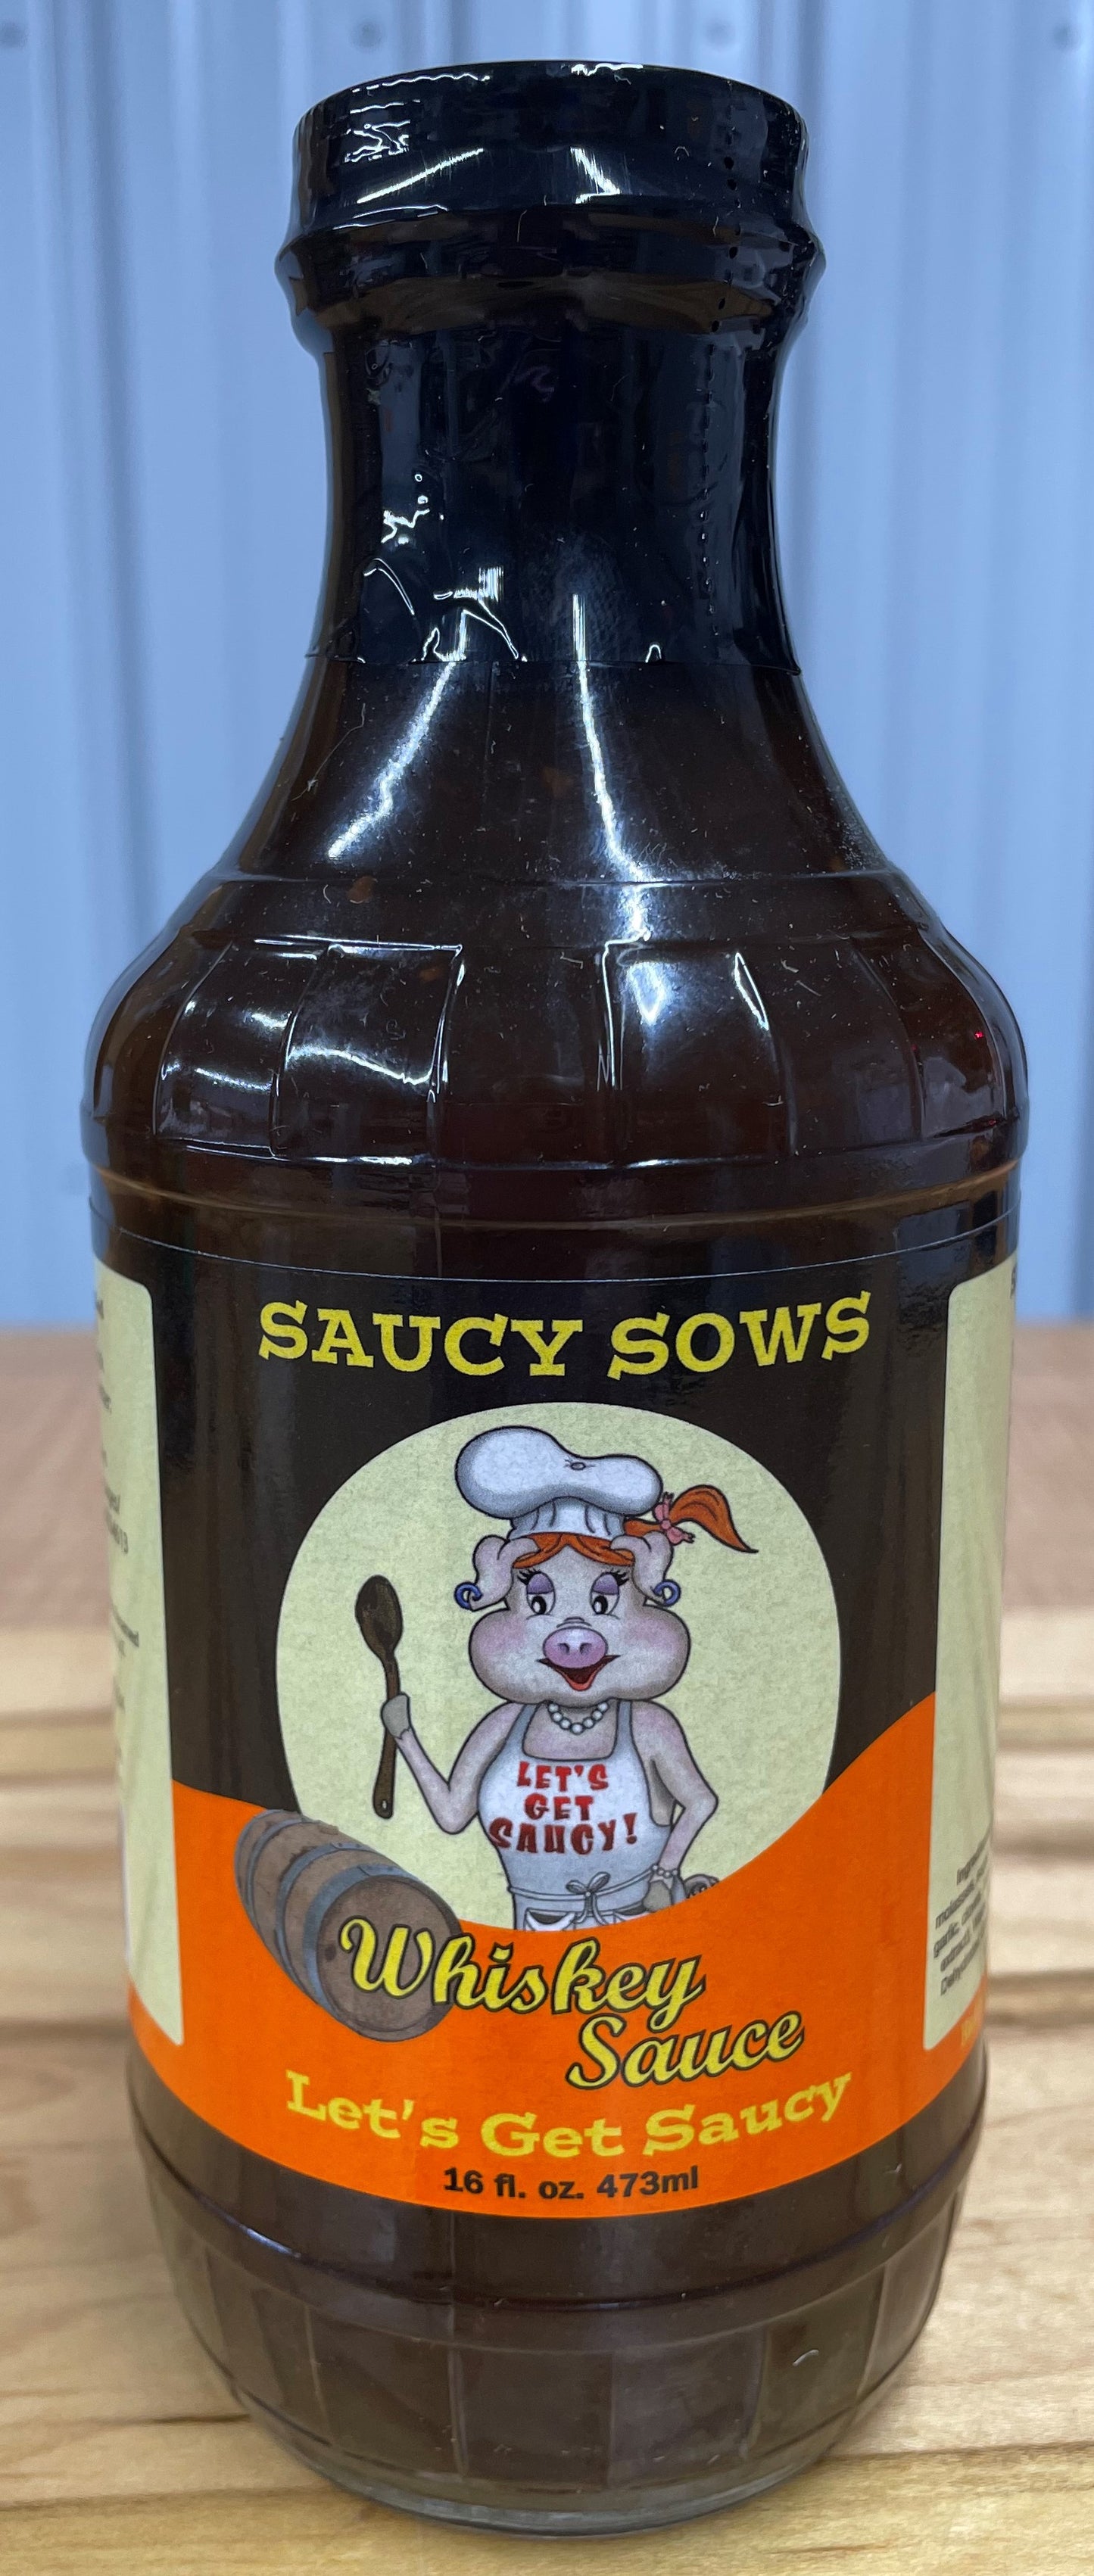 SAUCY SOWS
LET'S
GET
SAUCY!
Whiskey
Sauce
Let's Get Saucy
16 fl. oz. 473ml